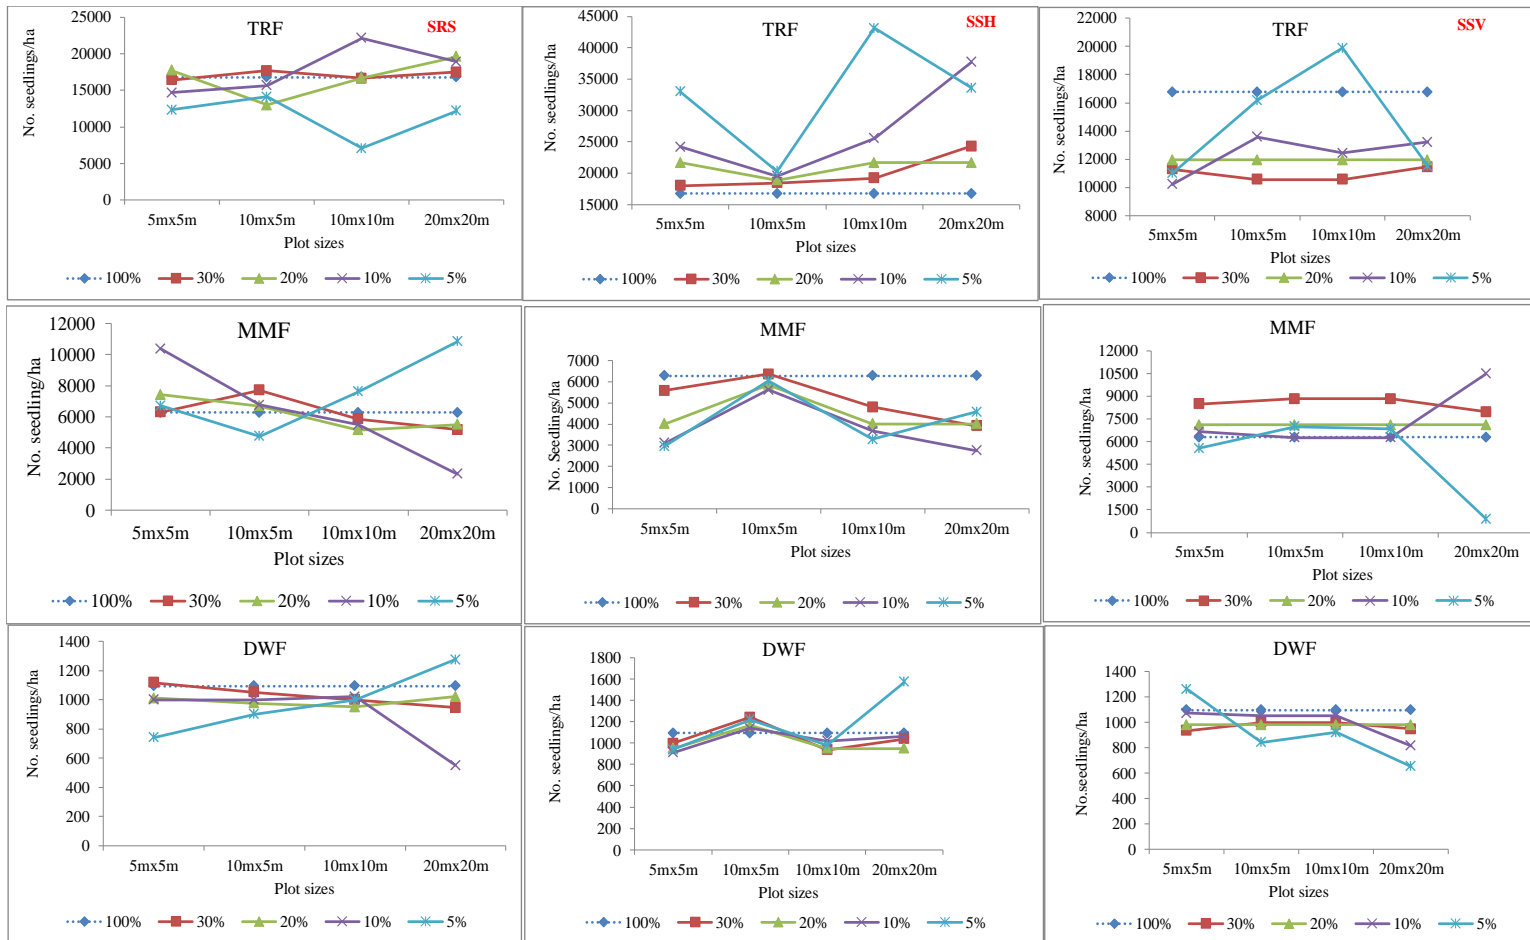 TRF
SRS
No. seedlings/ha
25000
20000
15000
10000
5000
0
5mx5m 10mx5m 10mx10m 20mx20m
Plot sizes
100% 30% 20% 10% 5%
TRF
SSH
No. seedlings/ha
45000
40000
35000
30000
25000
20000
15000
5mx5m 10mx5m 10mx10m 20mx20m
Plot sizes
100% 30% 20% 10% 5%
TRF
SSV
No. seedlings/ha
22000
20000
18000
16000
14000
12000
10000
8000
5mx5m 10mx5m 10mx10m 20mx20m
Plot sizes
100% 30% 20% 10% 5%
MMF
No. seedling/ha
12000
10000
8000
6000
4000
2000
0
5mx5m 10mx5m 10mx10m 20mx20m
Plot sizes
100% 30% 20% 10% 5%
MMF
No. Seedlings/ha
7000
6000
5000
4000
3000
2000
1000
0
5mx5m 10mx5m 10mx10m 20mx20m
Plot sizes
100% 30% 20% 10% 5%
MMF
No. seedlings/ha
12000
10500
9000
7500
6000
4500
3000
1500
0
5mx5m 10mx5m 10mx10m 20mx20m
Plot sizes
100% 30% 20% 10% 5%
DWF
No. seedlings/ha
1400
1200
1000
800
600
400
200
0
5mx5m 10mx5m 10mx10m 20mx20m
Plot sizes
100% 30% 20% 10% 5%
DWF
No. seedlings/ha
1800
1600
1400
1200
1000
800
600
400
200
0
5mx5m 10mx5m 10mx10m 20mx20m
Plot sizes
100% 30% 20% 10% 5%
DWF
No.seedlings/ha
1400
1200
1000
800
600
400
200
0
5mx5m 10mx5m 10mx10m 20mx20m
Plot sizes
100% 30% 20% 10% 5%